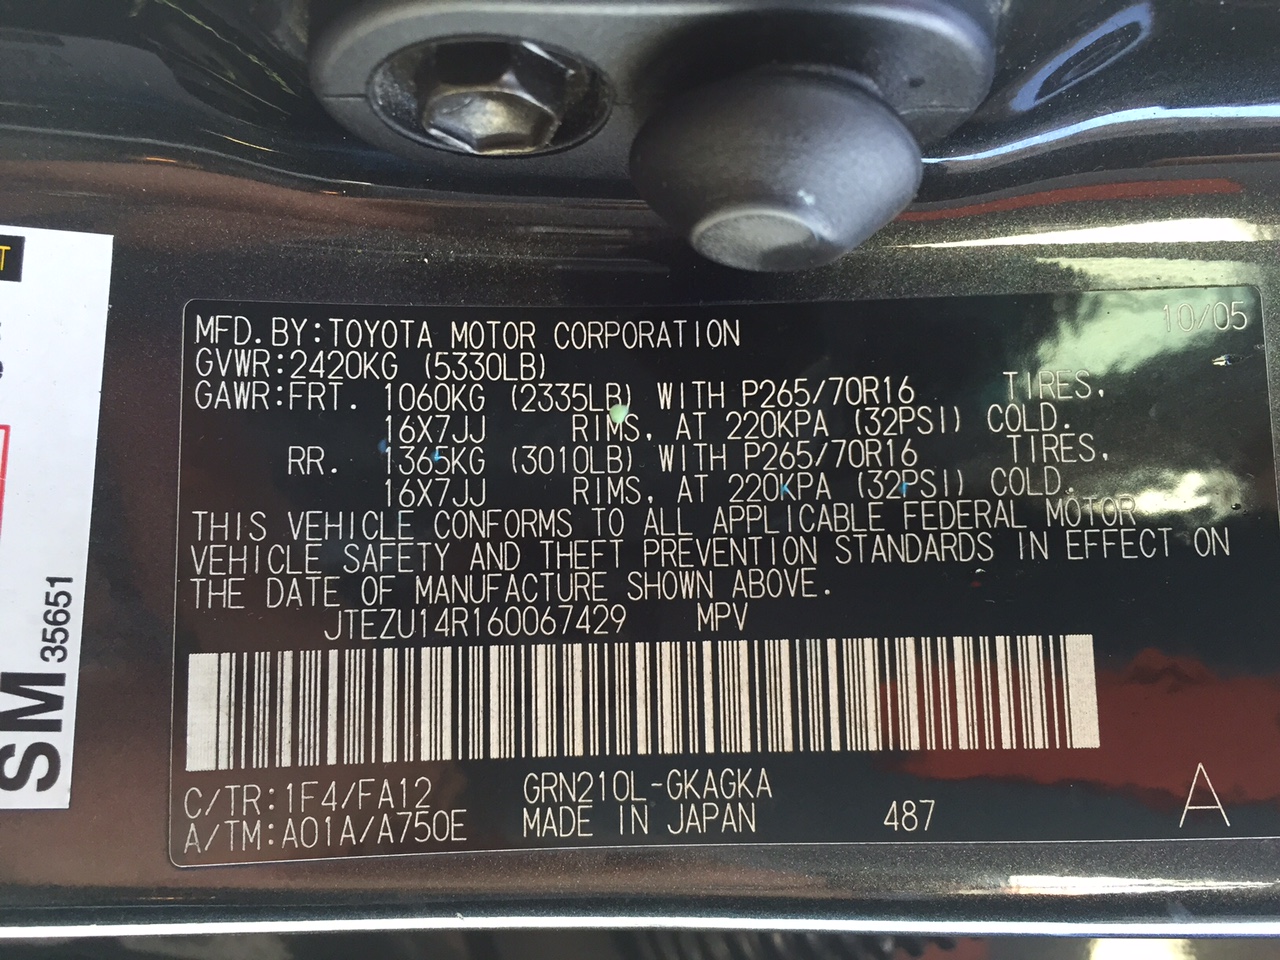 10/05
MFD.BY:TOYOTA MOTOR CORPORATION
GVWR:2420KG (5330LB)
GAWR:FRT. 1060KG (2335LB) WITH P265/70R16 TIRES,
16X7JJ RIMS, AT 220KPA (32PSI) COLD.
RR. 1365KG (3010LB) WITH P265/70R16 TIRES,
16X7JJ RIMS, AT 220KPA (32PSI) COLD.
THIS VEHICLE CONFORMS TO ALL APPLICABLE FEDERAL MOTOR
VEHICLE SAFETY AND THEFT PREVENTION STANDARDS IN EFFECT ON
THE DATE OF MANUFACTURE SHOWN ABOVE.
JTEZU14R160067429 MPV
C/TR:1F4/FA12 GRN210L-GKAGKA
A/TM:A01A/A750E MADE IN JAPAN 487 A
SM 35651
T